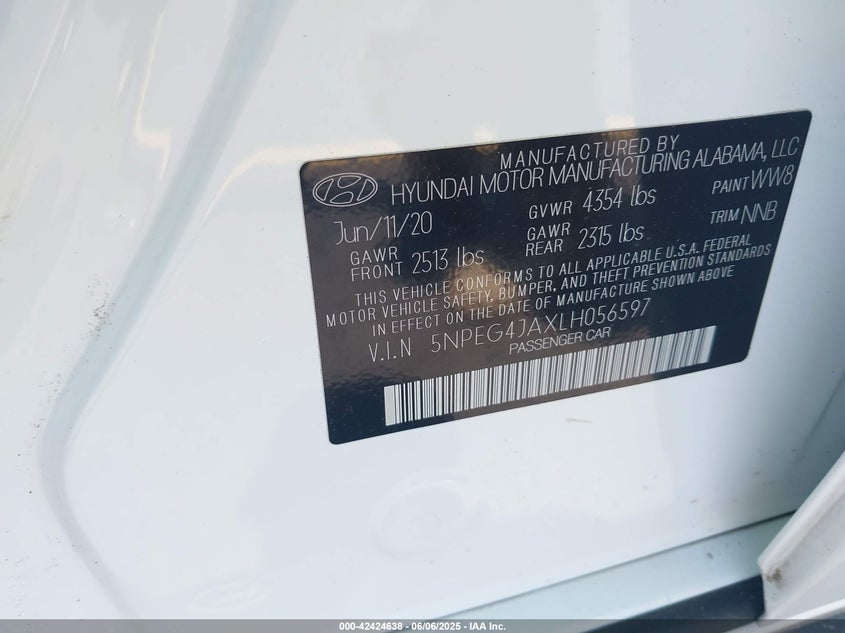 MANUFACTURED BY
HYUNDAI MOTOR MANUFACTURING ALABAMA, LLC
Jun/11/20 GVWR 4354 lbs PAINT WW8
GAWR FRONT 2513 lbs GAWR REAR 2315 lbs TRIM NNB
THIS VEHICLE CONFORMS TO ALL APPLICABLE U.S.A. FEDERAL
MOTOR VEHICLE SAFETY, BUMPER, AND THEFT PREVENTION STANDARDS
IN EFFECT ON THE DATE OF MANUFACTURE SHOWN ABOVE
V.I.N 5NPEG4JAXLH056597
PASSENGER CAR
000-42424638 - 06/06/2025 - IAA Inc.